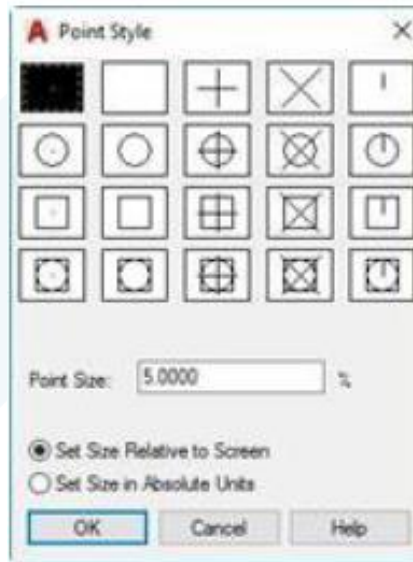 Point Style
Point Size: 5.0000 %
Set Size Relative to Screen
Set Size in Absolute Units
OK Cancel Help